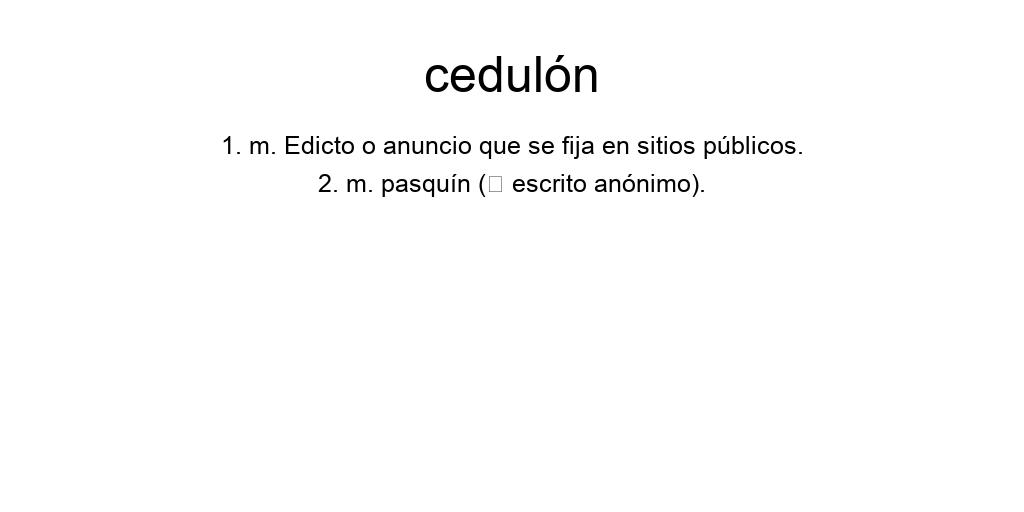 cedulón
1. m. Edicto o anuncio que se fija en sitios públicos.
2. m. pasquín (□ escrito anónimo).